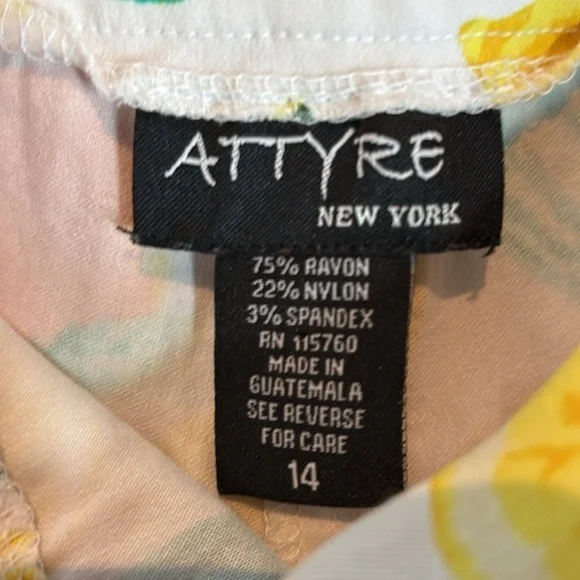 ATTYRE
NEW YORK
75% RAYON
22% NYLON
3% SPANDEX
RN 115760
MADE IN
GUATEMALA
SEE REVERSE
FOR CARE
14